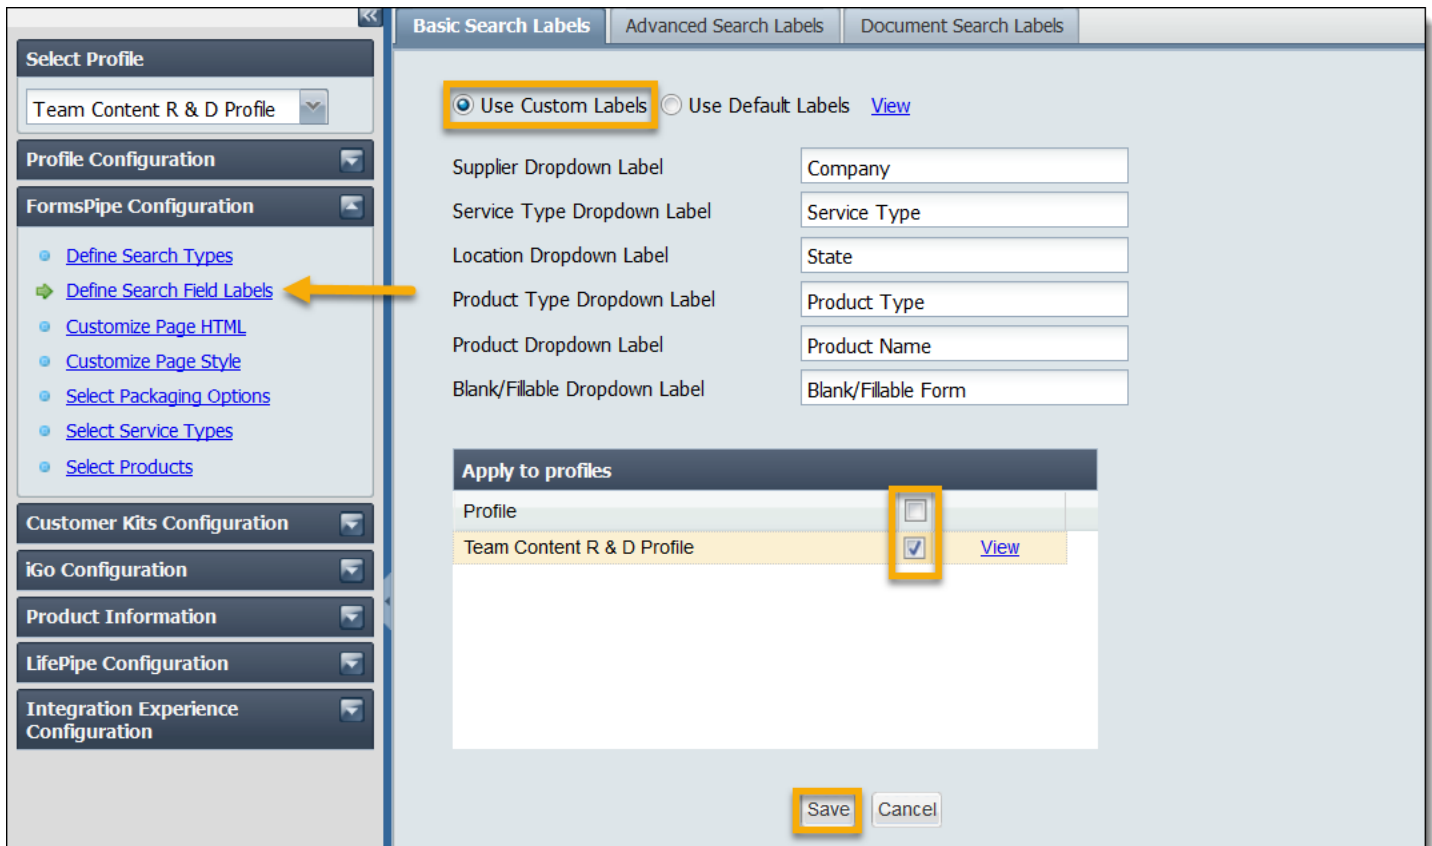 Select Profile
Team Content R & D Profile
Profile Configuration
FormsPipe Configuration
Define Search Types
Define Search Field Labels
Customize Page HTML
Customize Page Style
Select Packaging Options
Select Service Types
Select Products
Customer Kits Configuration
iGo Configuration
Product Information
LifePipe Configuration
Integration Experience
Configuration
Basic Search Labels Advanced Search Labels Document Search Labels
Use Custom Labels Use Default Labels View
Supplier Dropdown Label Company
Service Type Dropdown Label Service Type
Location Dropdown Label State
Product Type Dropdown Label Product Type
Product Dropdown Label Product Name
Blank/Fillable Dropdown Label Blank/Fillable Form
Apply to profiles
Profile
Team Content R & D Profile View
Save Cancel